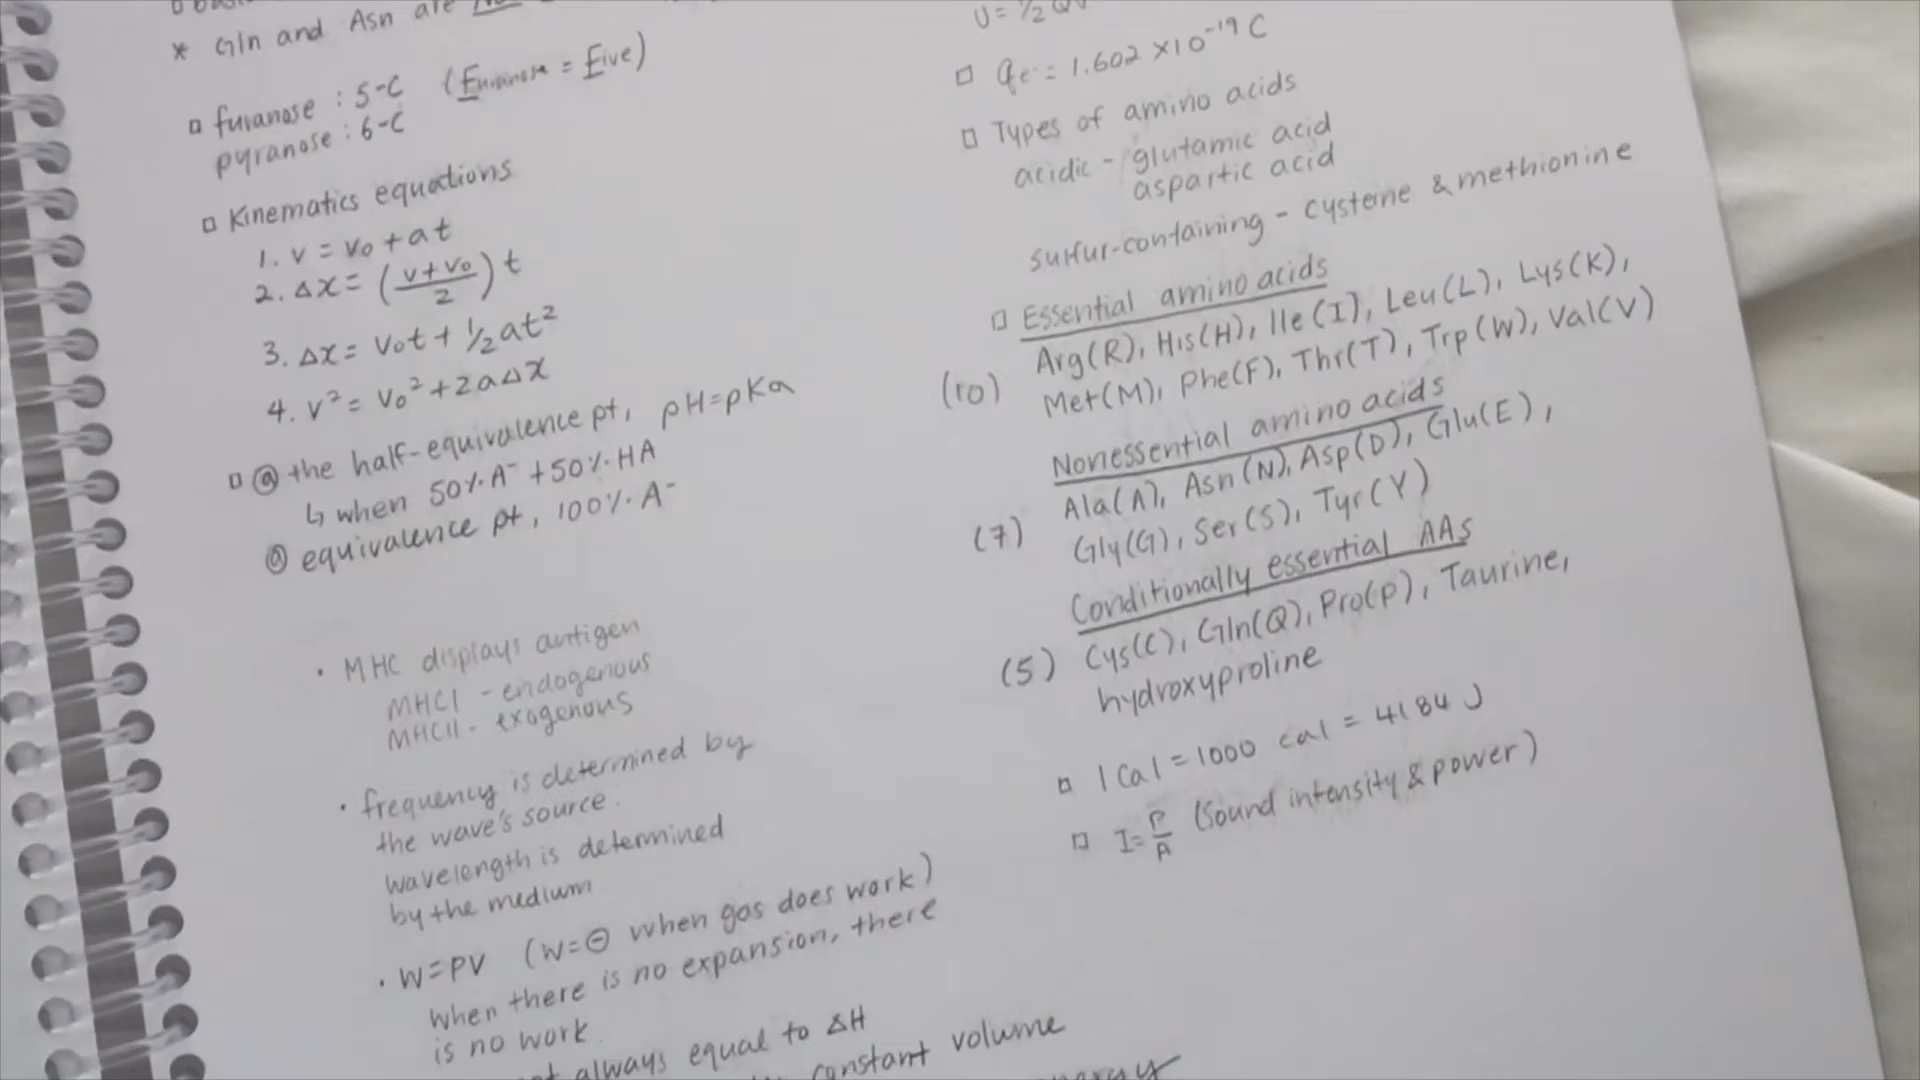 * Gln and Asn are
□ furanose : 5-C (Furanose = Five)
pyranose : 6-C
□ Kinematics equations
1. v = v₀ + at
2. Δx = (v+v₀/2) t
3. Δx = v₀t + ½at²
4. v² = v₀² + 2aΔx
□ @ the half-equivalence pt, pH=pKa
↳ when 50% A⁻ + 50% HA
@ equivalence pt, 100% A⁻
• MHC displays antigen
MHCI - endogenous
MHCII - exogenous
• frequency is determined by
the wave's source.
wavelength is determined
by the medium
• W=PV (W=⊖ when gas does work)
when there is no expansion, there
is no work
always equal to ΔH
constant volume
U = ½
□ qe⁻ = 1.602 ×10⁻¹⁹ C
□ Types of amino acids
acidic - glutamic acid
aspartic acid
sulfur-containing - cysteine & methionine
□ Essential amino acids
Arg(R), His(H), Ile(I), Leu(L), Lys(K),
(10) Met(M), Phe(F), Thr(T), Trp(W), Val(V)
Nonessential amino acids
Ala(A), Asn(N), Asp(D), Glu(E),
(7) Gly(G), Ser(S), Tyr(Y)
Conditionally essential AAs
(5) Cys(C), Gln(Q), Pro(P), Taurine,
hydroxyproline
□ 1 Cal = 1000 cal = 4184 J
□ I = P/A (sound intensity & power)